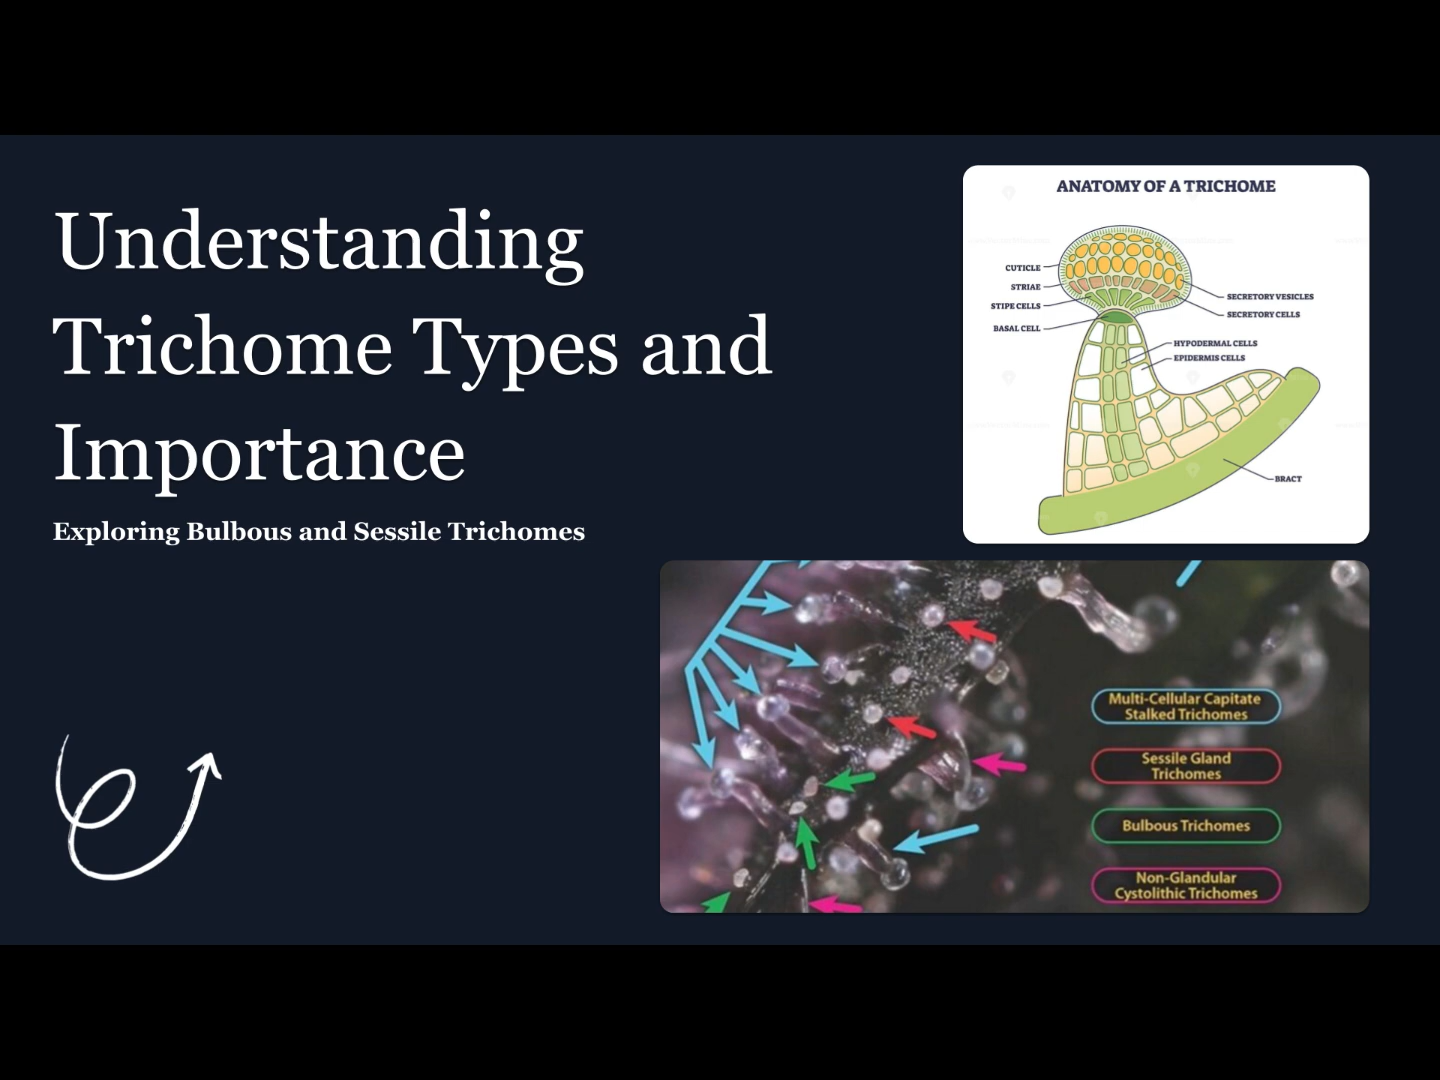 Understanding
Trichome Types and
Importance
Exploring Bulbous and Sessile Trichomes
ANATOMY OF A TRICHOME
CUTICLE
STRIAE
STIPE CELLS
BASAL CELL
SECRETORY VESICLES
SECRETORY CELLS
HYPODERMAL CELLS
EPIDERMIS CELLS
BRACT
Multi-Cellular Capitate
Stalked Trichomes
Sessile Gland
Trichomes
Bulbous Trichomes
Non-Glandular
Cystolithic Trichomes